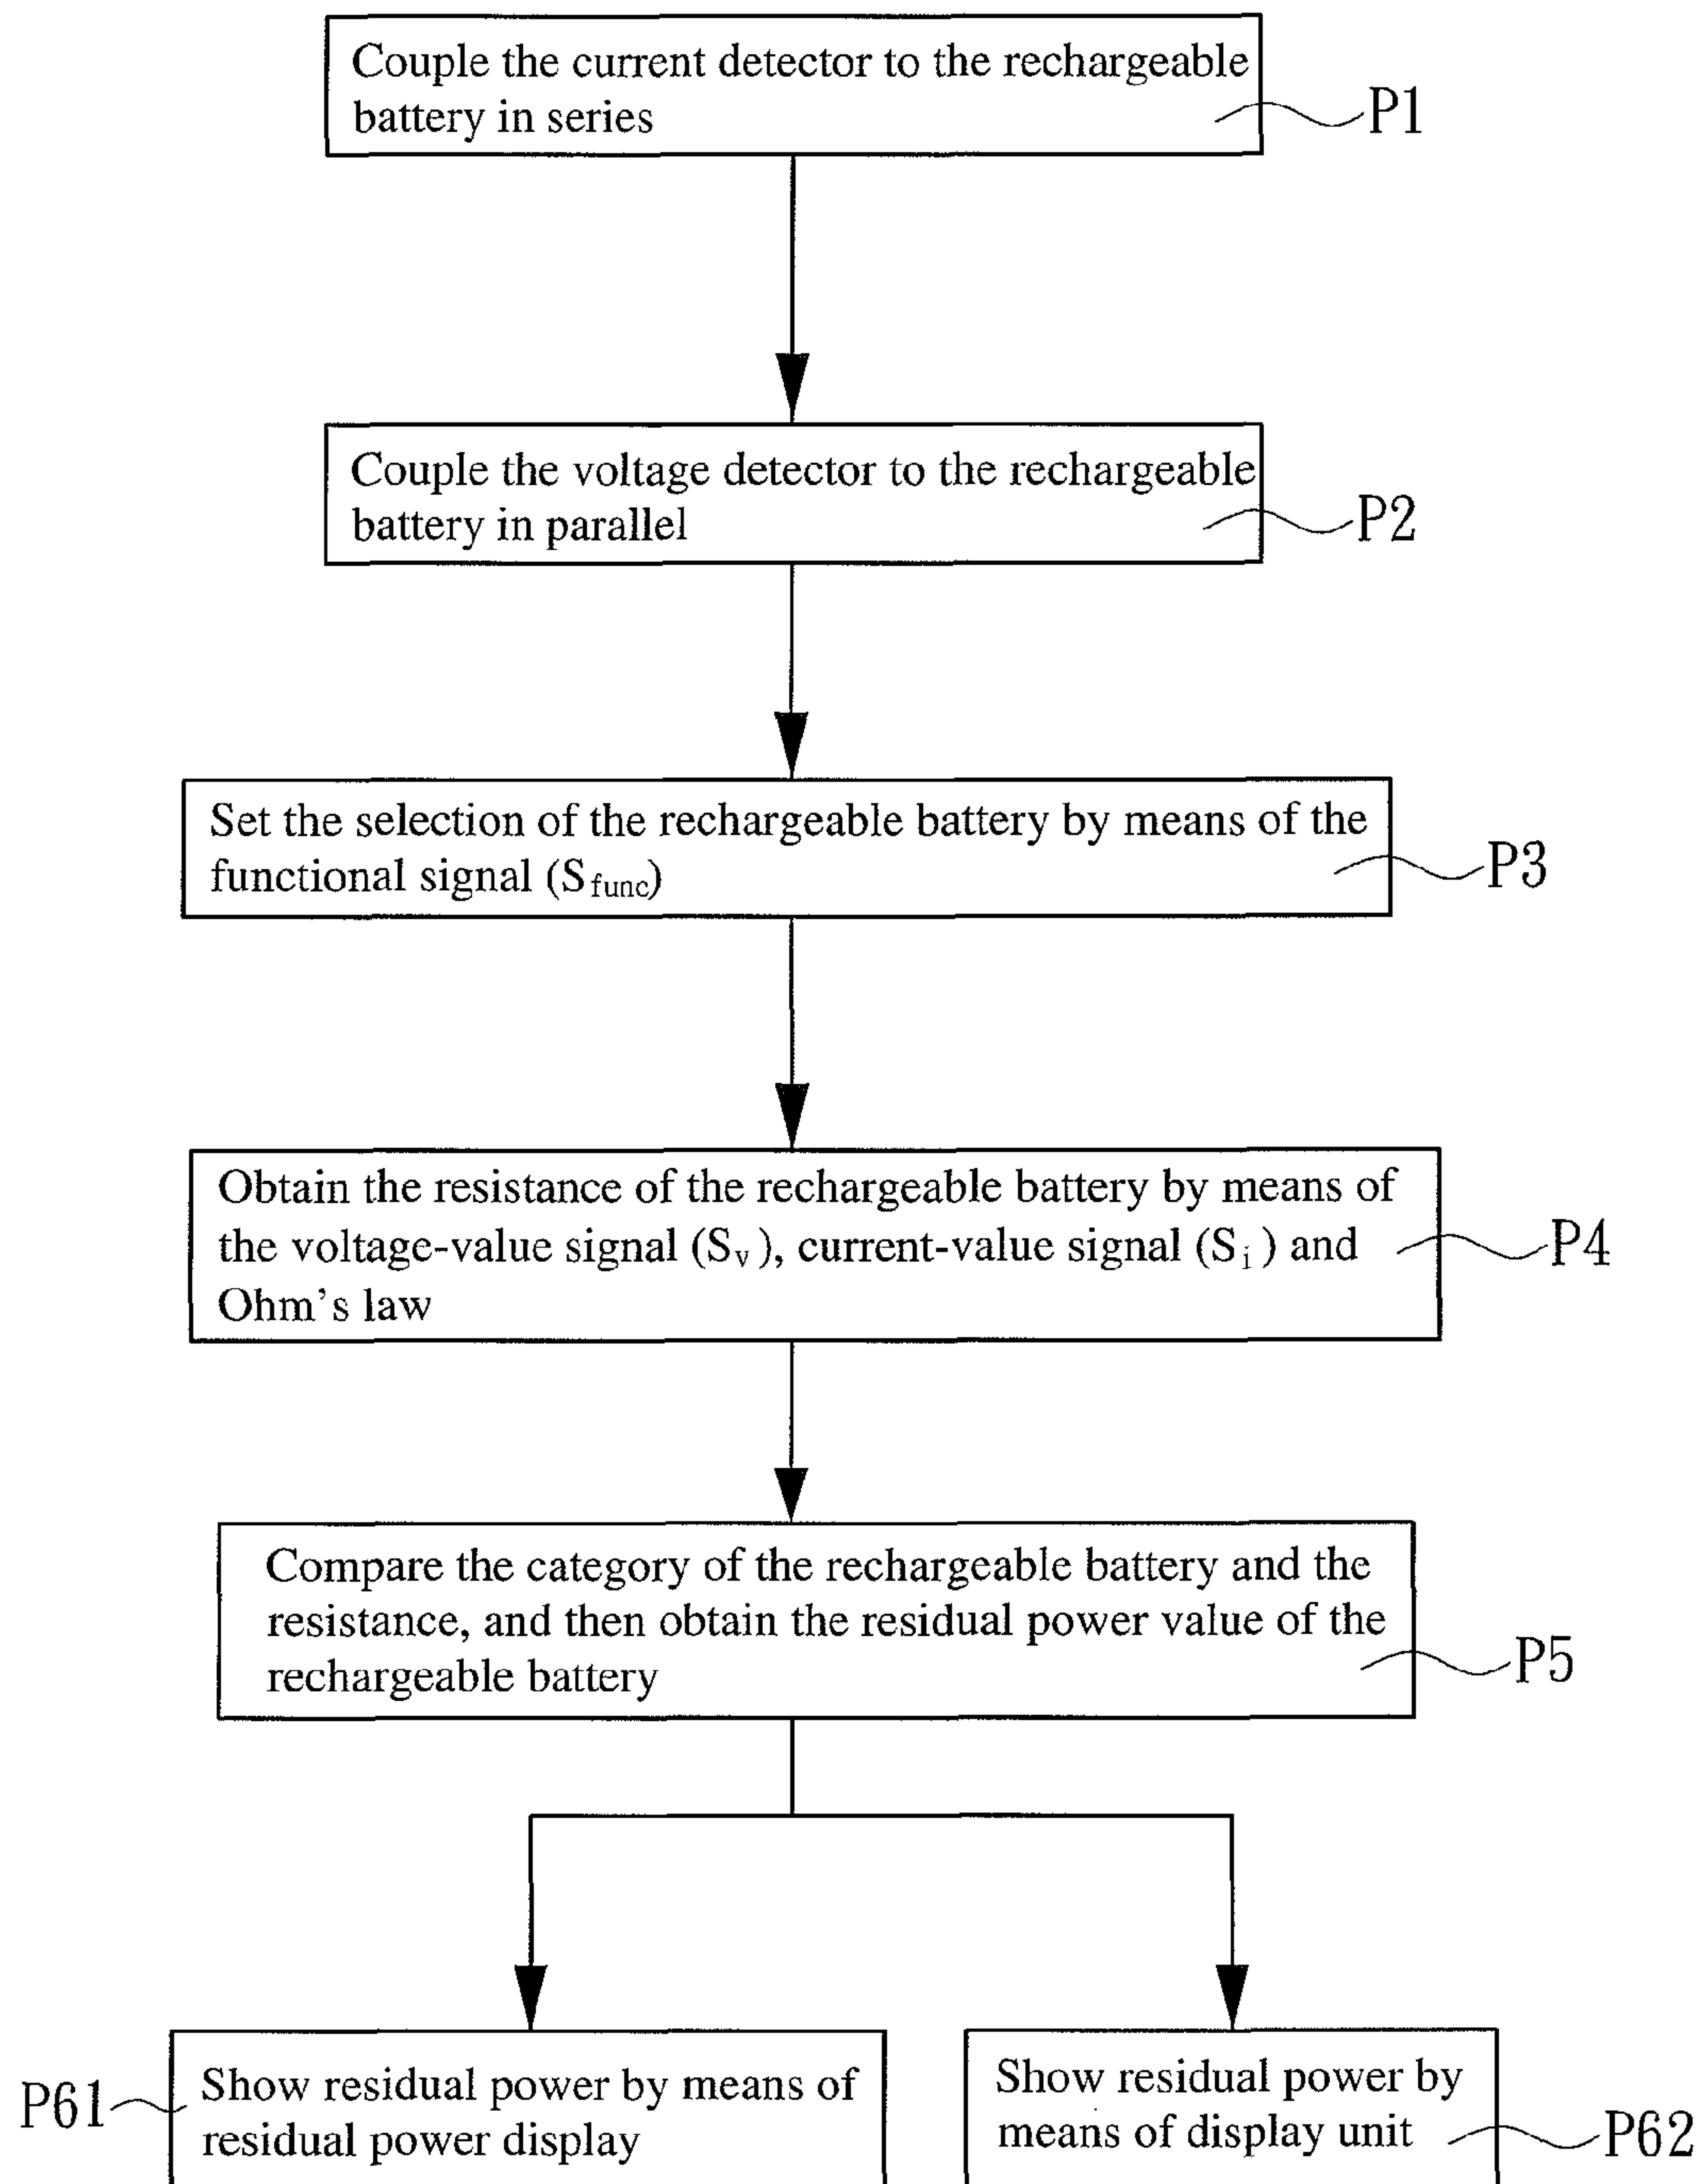 Couple the current detector to the rechargeable
battery in series
P1
Couple the voltage detector to the rechargeable
battery in parallel
P2
Set the selection of the rechargeable battery by means of the
functional signal (Sfunc)
P3
Obtain the resistance of the rechargeable battery by means of
the voltage-value signal (Sv), current-value signal (Si) and
Ohm's law
P4
Compare the category of the rechargeable battery and the
resistance, and then obtain the residual power value of the
rechargeable battery
P5
P61
Show residual power by means of
residual power display
Show residual power by
means of display unit
P62